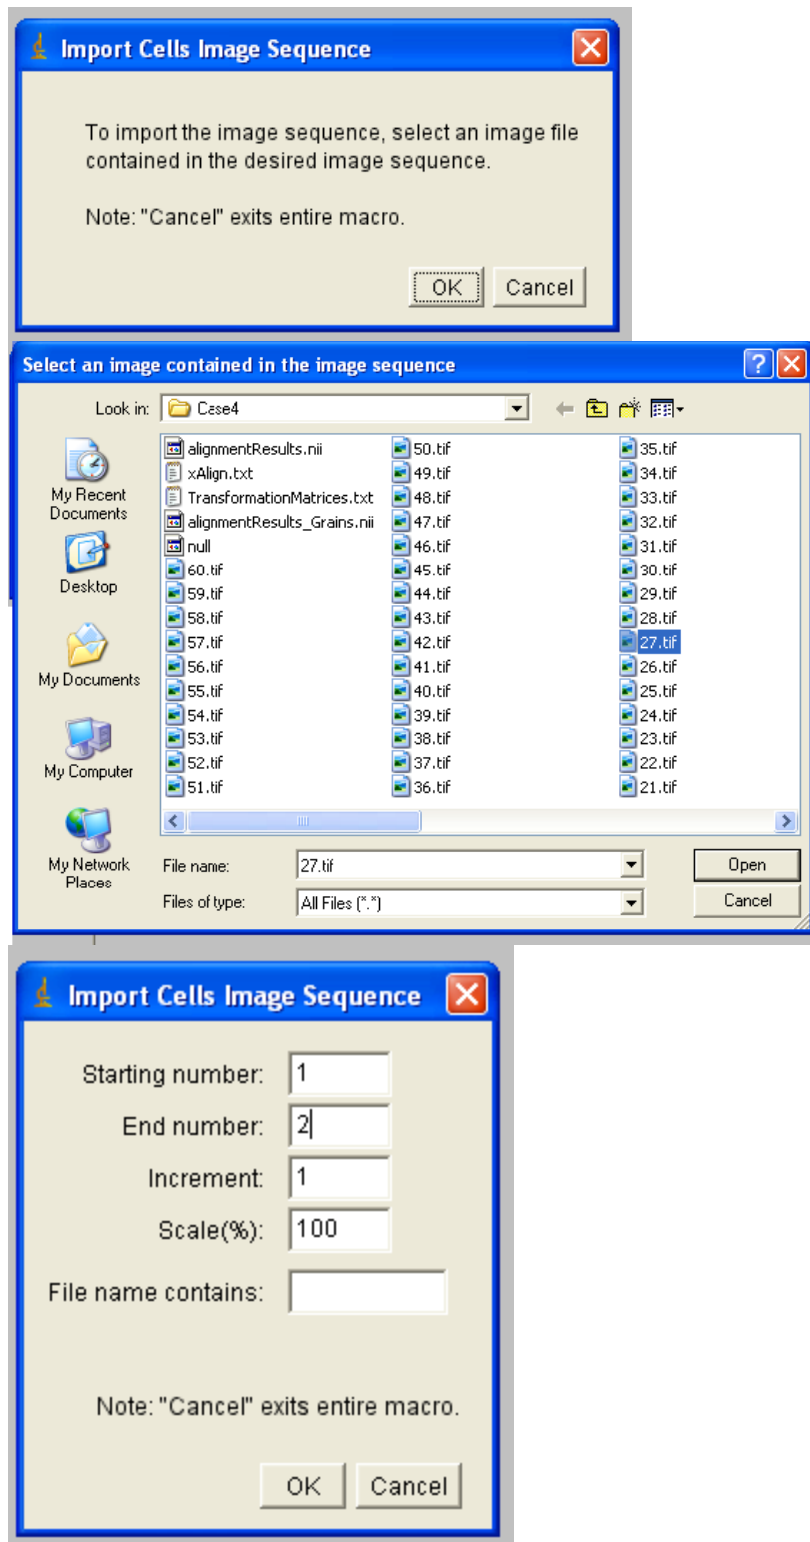 Import Cells Image Sequence
To import the image sequence, select an image file
contained in the desired image sequence.
Note: "Cancel" exits entire macro.
OK Cancel
Select an image contained in the image sequence
Look in: Case4
My Recent
Documents
Desktop
My Documents
My Computer
My Network
Places
alignmentResults.nii
xAlign.txt
TransformationMatrices.txt
alignmentResults_Grains.nii
null
60.tif
59.tif
58.tif
57.tif
56.tif
55.tif
54.tif
53.tif
52.tif
51.tif
50.tif
49.tif
48.tif
47.tif
46.tif
45.tif
44.tif
43.tif
42.tif
41.tif
40.tif
39.tif
38.tif
37.tif
36.tif
35.tif
34.tif
33.tif
32.tif
31.tif
30.tif
29.tif
28.tif
27.tif
26.tif
25.tif
24.tif
23.tif
22.tif
21.tif
File name: 27.tif Open
Files of type: All Files (*.*) Cancel
Import Cells Image Sequence
Starting number: 1
End number: 2
Increment: 1
Scale(%): 100
File name contains:
Note: "Cancel" exits entire macro.
OK Cancel